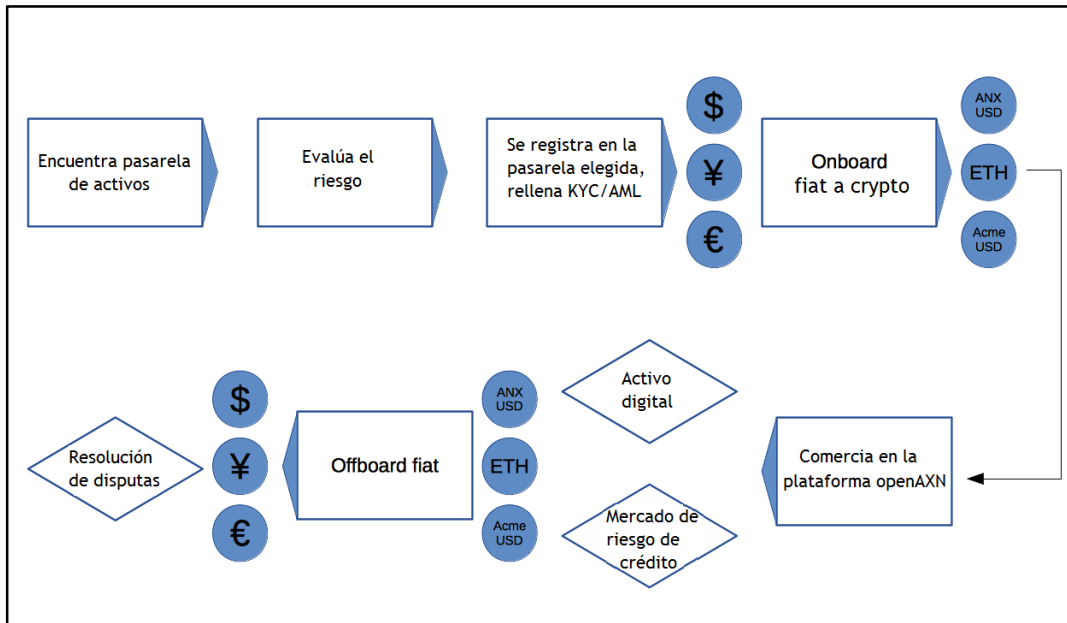 Encuentra pasarela
de activos
Evalúa el
riesgo
Se registra en la
pasarela elegida,
rellena KYC/AML
$
¥
€
Onboard
fiat a crypto
ANX
USD
ETH
Acme
USD
Comercia en la
plataforma openAXN
Activo
digital
Mercado de
riesgo de
crédito
ANX
USD
ETH
Acme
USD
Offboard fiat
$
¥
€
Resolución
de disputas